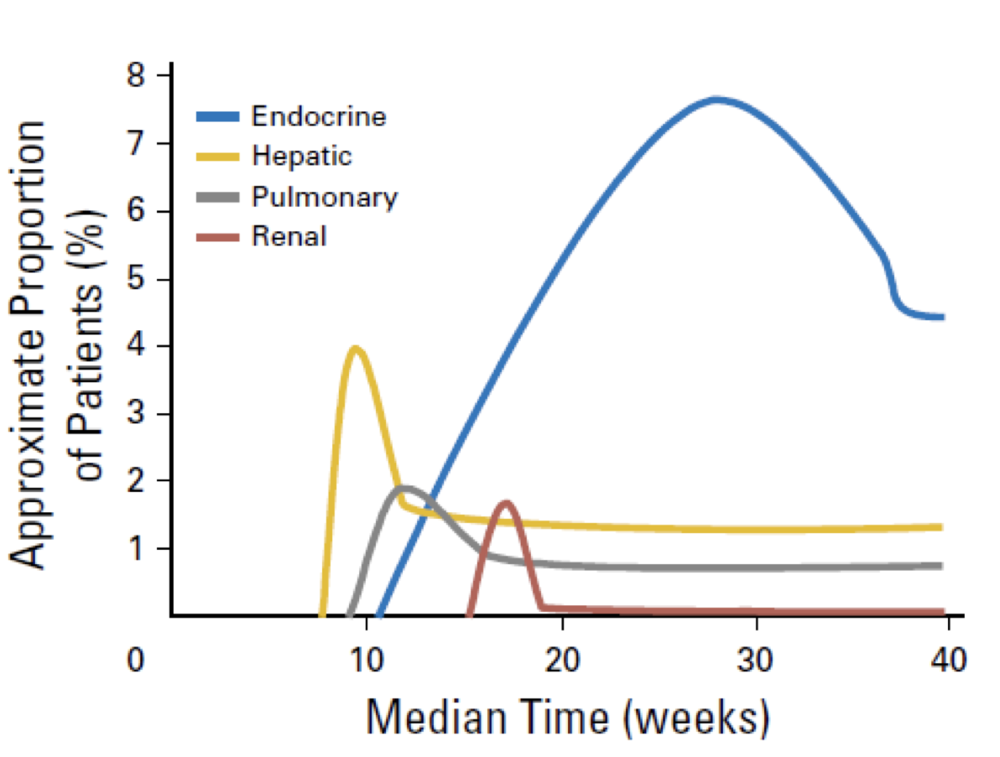 Approximate Proportion
of Patients (%)
8
7
6
5
4
3
2
1
Endocrine
Hepatic
Pulmonary
Renal
0 10 20 30 40
Median Time (weeks)